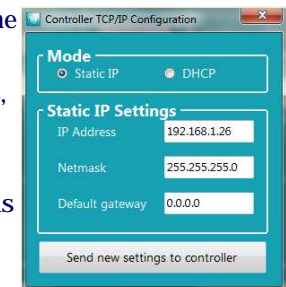 ne
Controller TCP/IP Configuration
Mode
Static IP DHCP
Static IP Settings
IP Address 192.168.1.26
Netmask 255.255.255.0
Default gateway 0.0.0.0
Send new settings to controller